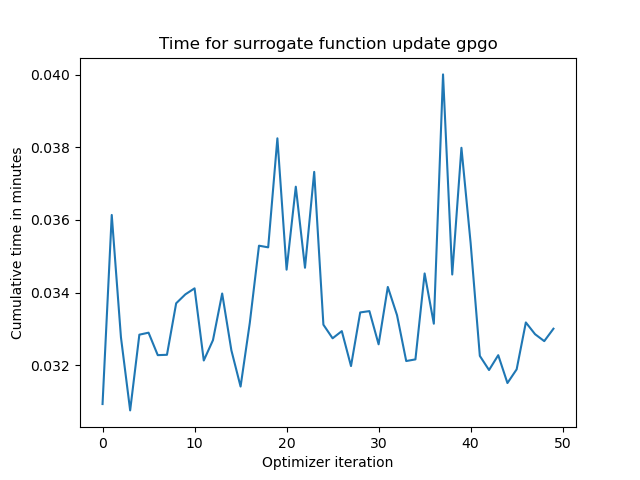 Time for surrogate function update gpgo
0.040
0.038
0.036
0.034
0.032
Cumulative time in minutes
0 10 20 30 40 50
Optimizer iteration